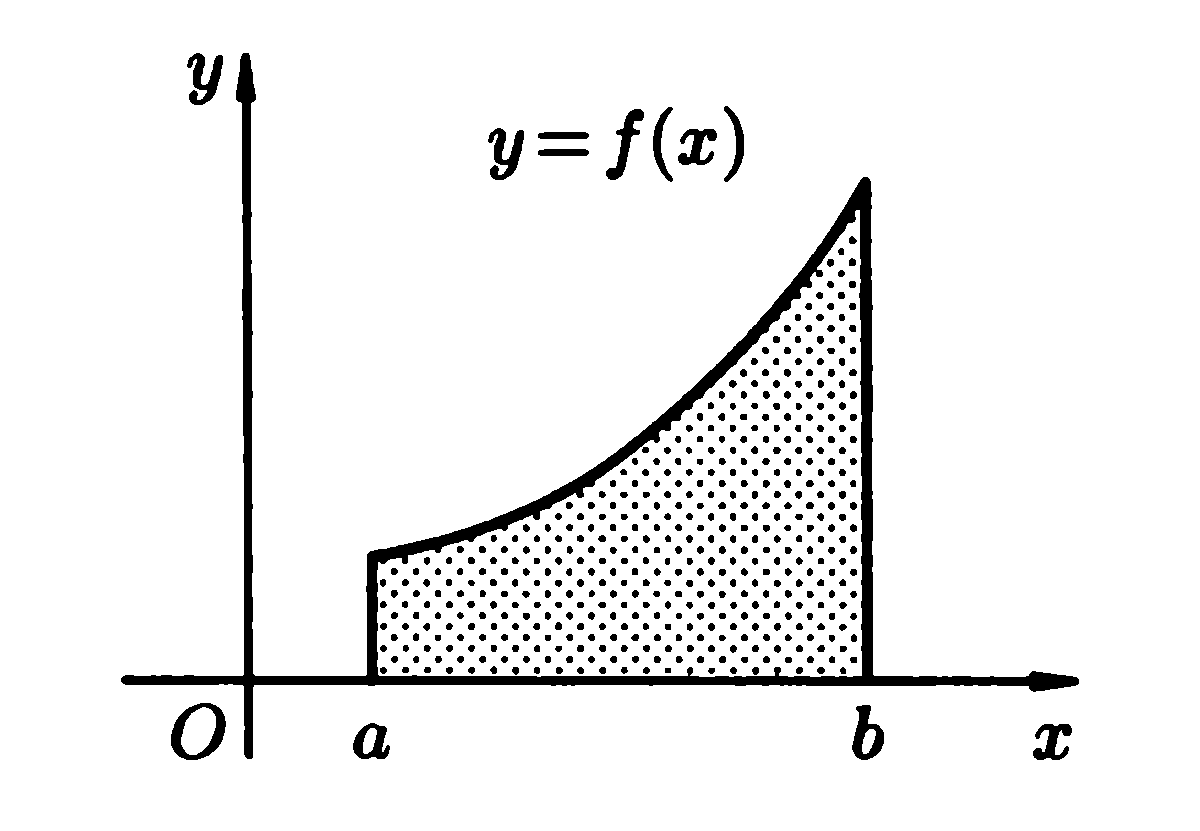 y
y=f(x)
O a b x